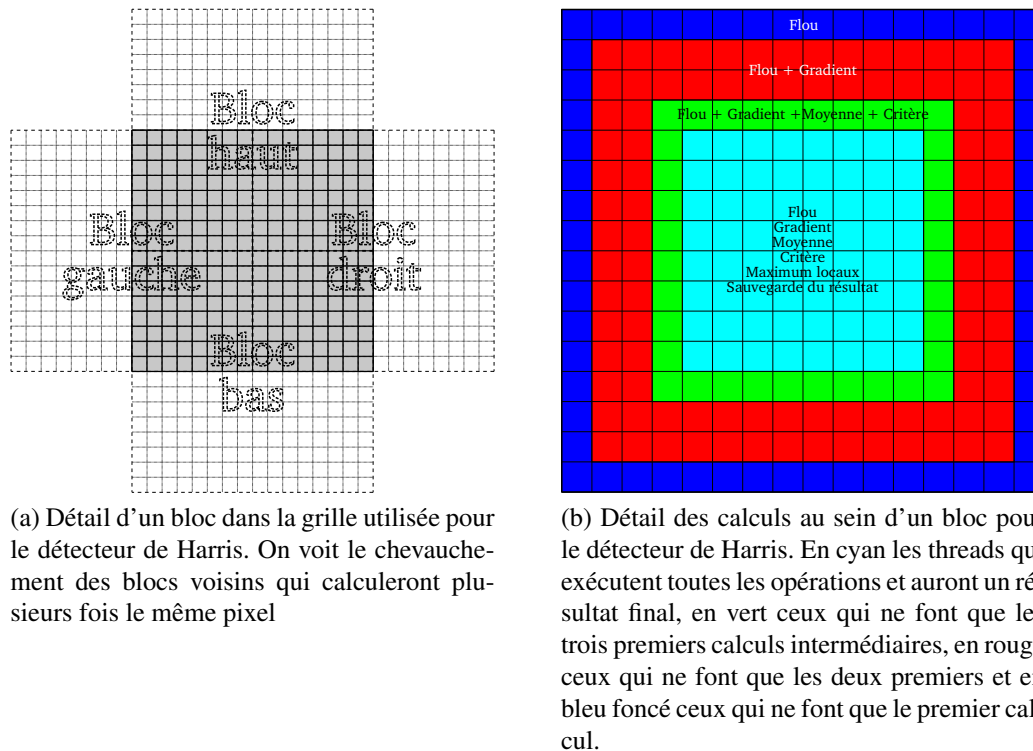 Bloc
haut
Bloc
gauche
Bloc
droit
Bloc
bas
(a) Détail d'un bloc dans la grille utilisée pour
le détecteur de Harris. On voit le chevauche-
ment des blocs voisins qui calculeront plu-
sieurs fois le même pixel
Flou
Flou + Gradient
Flou + Gradient +Moyenne + Critère
Flou
Gradient
Moyenne
Critère
Maximum locaux
Sauvegarde du résultat
(b) Détail des calculs au sein d'un bloc pou
le détecteur de Harris. En cyan les threads qu
exécutent toutes les opérations et auront un ré
sultat final, en vert ceux qui ne font que le
trois premiers calculs intermédiaires, en roug
ceux qui ne font que les deux premiers et e
bleu foncé ceux qui ne font que le premier cal
cul.